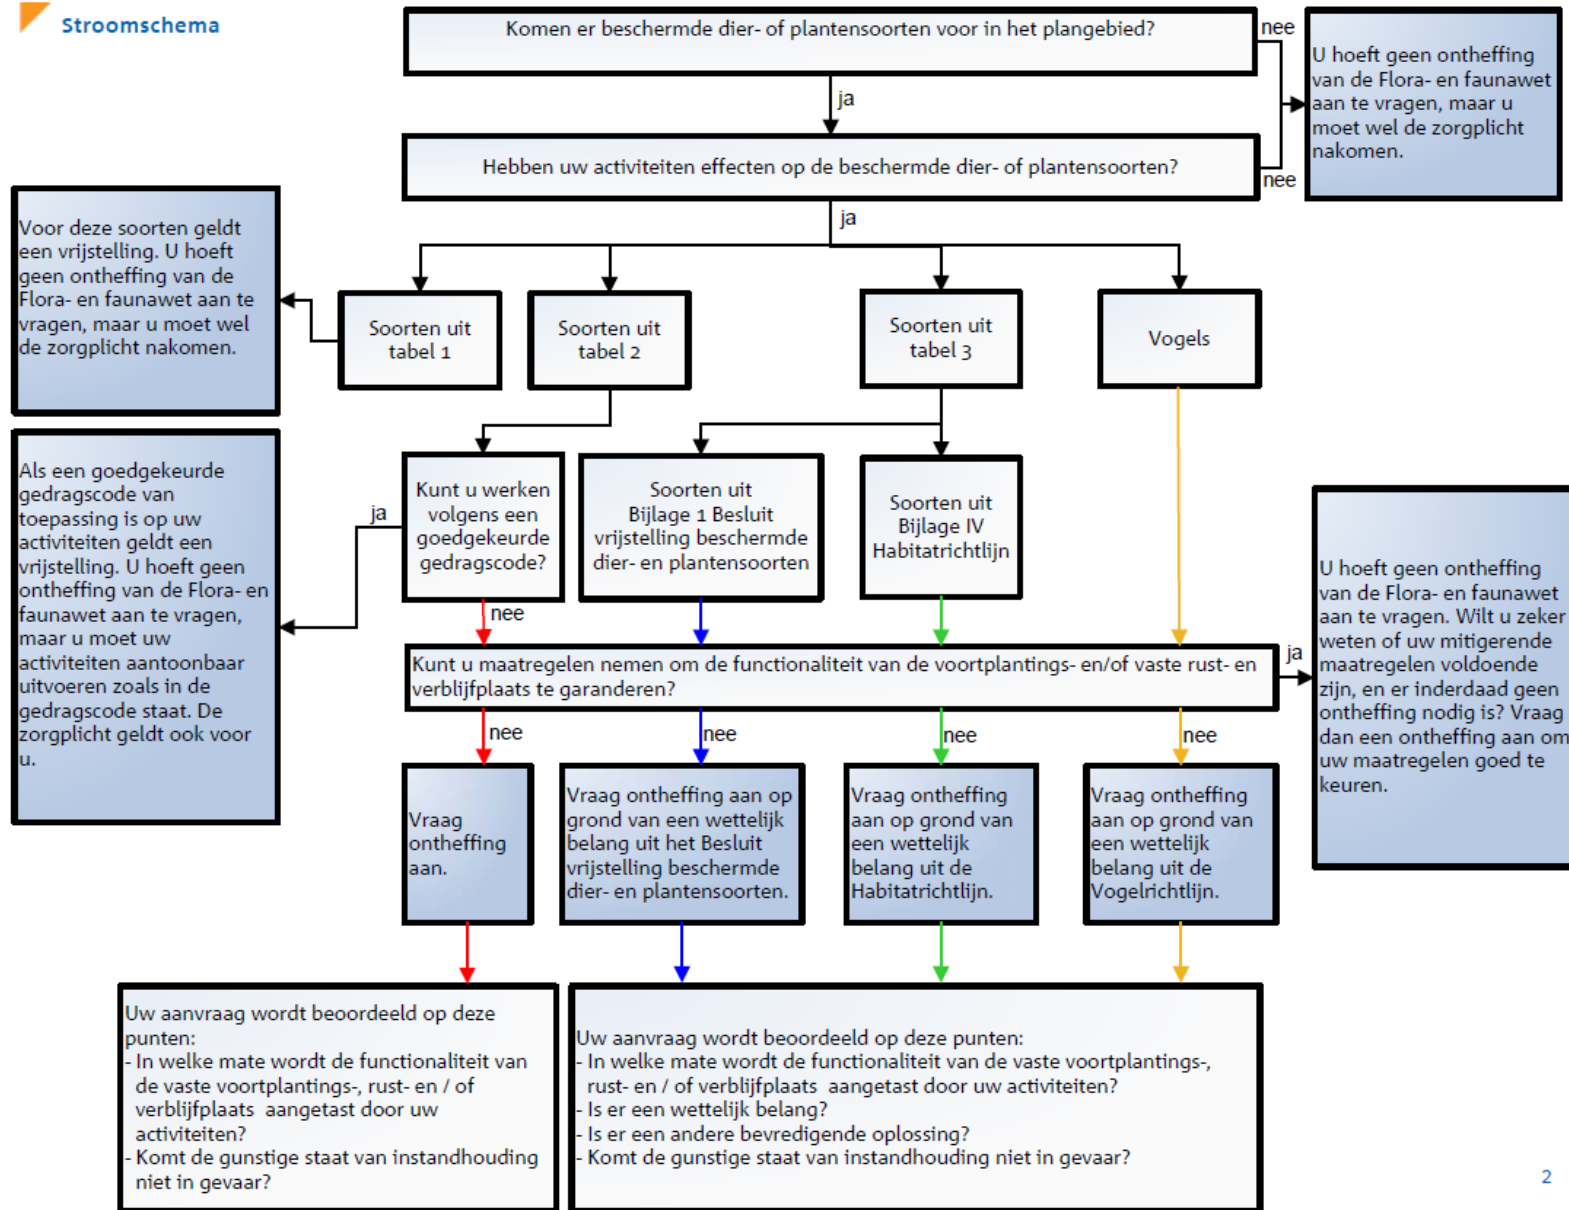 Stroomschema
Komen er beschermde dier- of plantensoorten voor in het plangebied?
nee
U hoeft geen ontheffing
van de Flora- en faunawet
aan te vragen, maar u
moet wel de zorgplicht
nakomen.
ja
Hebben uw activiteiten effecten op de beschermde dier- of plantensoorten?
nee
ja
Voor deze soorten geldt
een vrijstelling. U hoeft
geen ontheffing van de
Flora- en faunawet aan te
vragen, maar u moet wel
de zorgplicht nakomen.
Soorten uit
tabel 1
Soorten uit
tabel 2
Soorten uit
tabel 3
Vogels
Als een goedgekeurde
gedragscode van
toepassing is op uw
activiteiten geldt een
vrijstelling. U hoeft geen
ontheffing van de Flora- en
faunawet aan te vragen,
maar u moet uw
activiteiten aantoonbaar
uitvoeren zoals in de
gedragscode staat. De
zorgplicht geldt ook voor
u.
ja
Kunt u werken
volgens een
goedgekeurde
gedragscode?
Soorten uit
Bijlage 1 Besluit
vrijstelling beschermde
dier- en plantensoorten
Soorten uit
Bijlage IV
Habitatrichtlijn
nee
Kunt u maatregelen nemen om de functionaliteit van de voortplantings- en/of vaste rust- en
verblijfplaats te garanderen?
ja
U hoeft geen ontheffing
van de Flora- en faunawet
aan te vragen. Wilt u zeker
weten of uw mitigerende
maatregelen voldoende
zijn, en er inderdaad geen
ontheffing nodig is? Vraag
dan een ontheffing aan om
uw maatregelen goed te
keuren.
nee
nee
nee
nee
Vraag
ontheffing
aan.
Vraag ontheffing aan op
grond van een wettelijk
belang uit het Besluit
vrijstelling beschermde
dier- en plantensoorten.
Vraag ontheffing
aan op grond van
een wettelijk
belang uit de
Habitatrichtlijn.
Vraag ontheffing
aan op grond van
een wettelijk
belang uit de
Vogelrichtlijn.
Uw aanvraag wordt beoordeeld op deze
punten:
- In welke mate wordt de functionaliteit van
de vaste voortplantings-, rust- en / of
verblijfplaats aangetast door uw
activiteiten?
- Komt de gunstige staat van instandhouding
niet in gevaar?
Uw aanvraag wordt beoordeeld op deze punten:
- In welke mate wordt de functionaliteit van de vaste voortplantings-,
rust- en / of verblijfplaats aangetast door uw activiteiten?
- Is er een wettelijk belang?
- Is er een andere bevredigende oplossing?
- Komt de gunstige staat van instandhouding niet in gevaar?
2